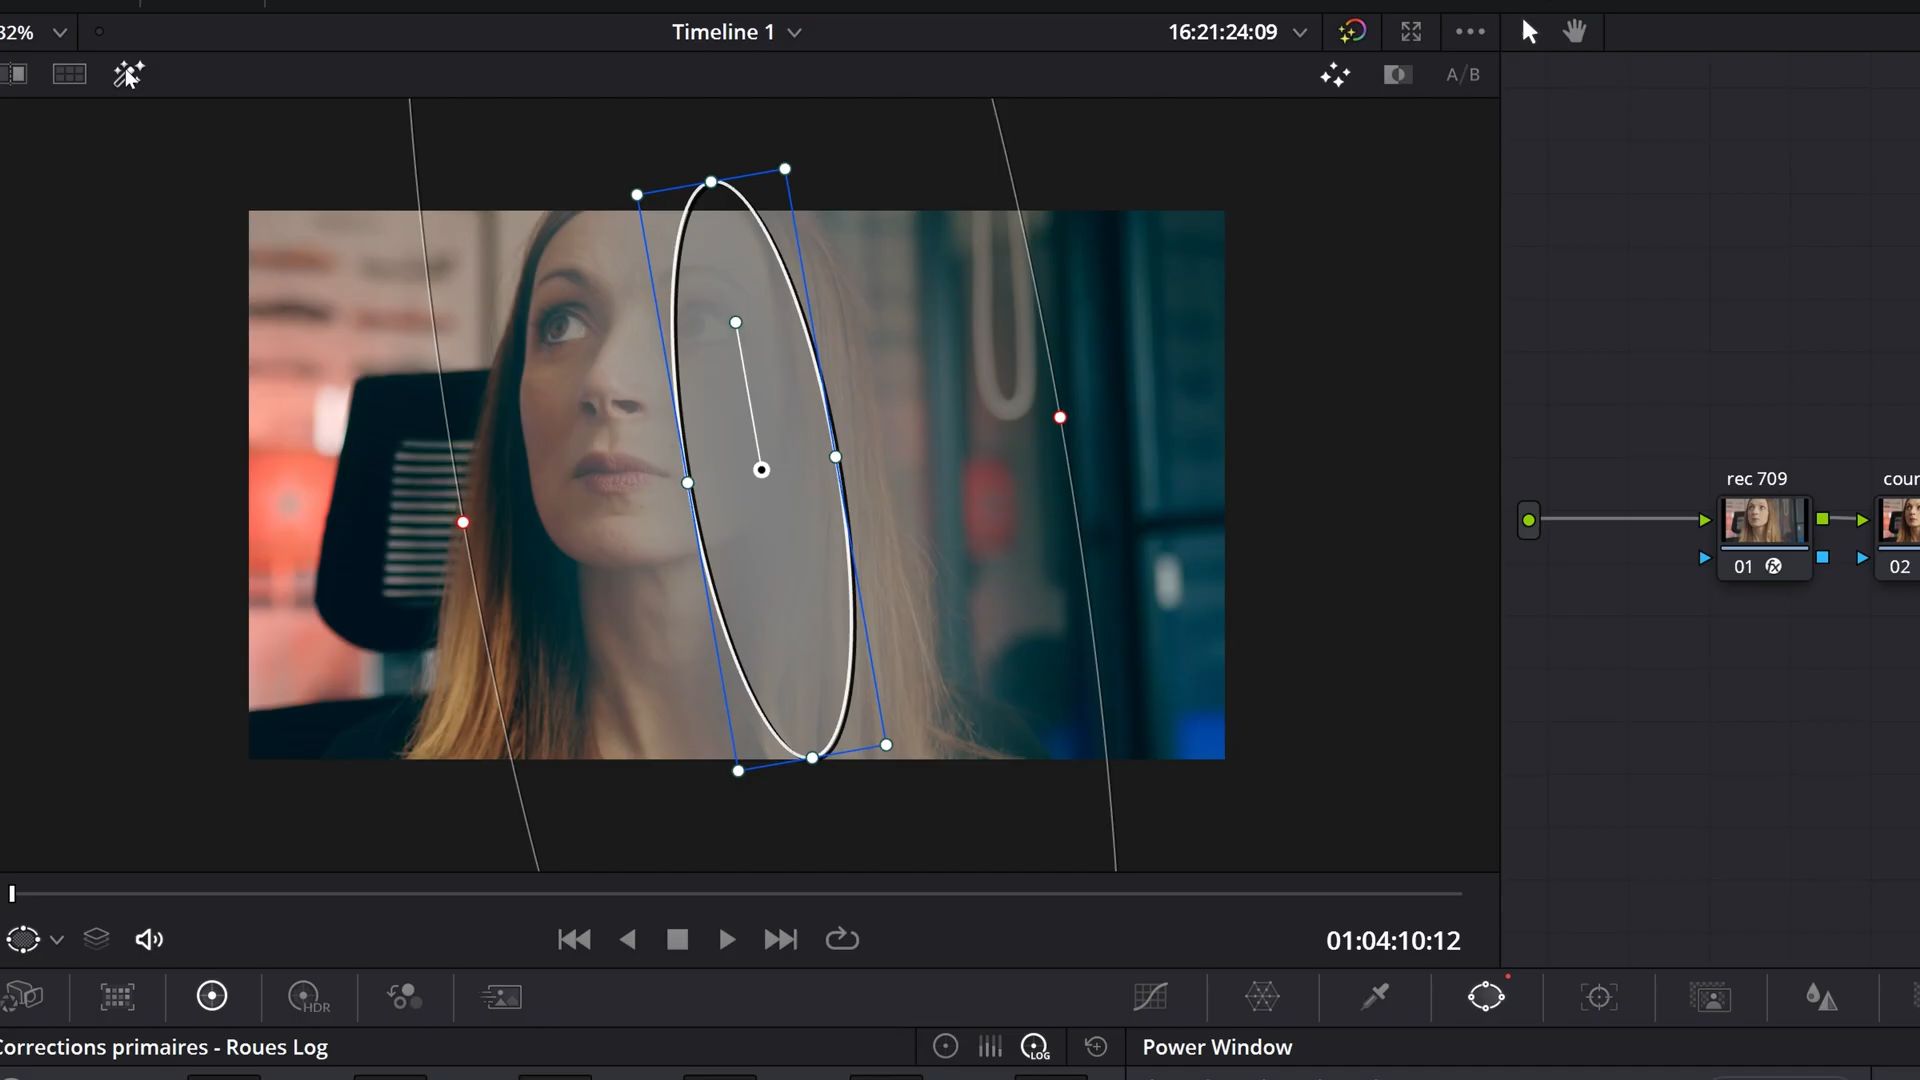 32%
Timeline 1
16:21:24:09
A/B
rec 709
cour
01
02
01:04:10:12
HDR
Corrections primaires - Roues Log
LOG
Power Window